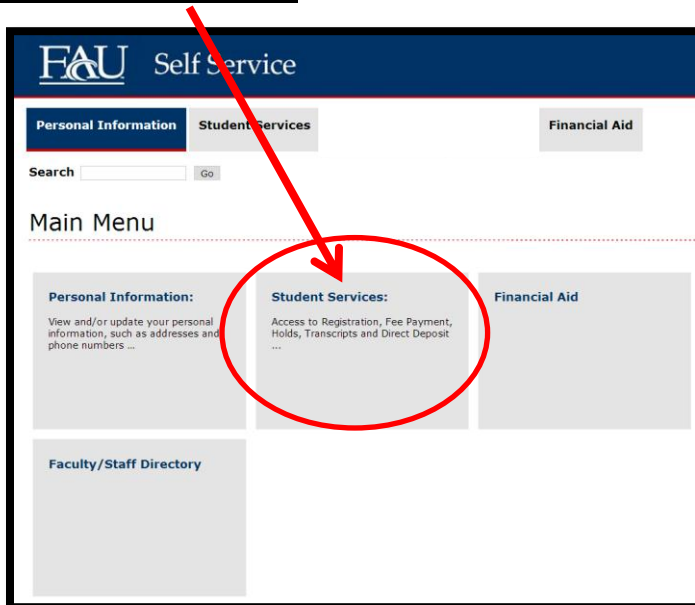 FAU Self Service
Personal Information Student Services Financial Aid
Search Go
Main Menu
Personal Information:
View and/or update your personal
information, such as addresses and
phone numbers ...
Student Services:
Access to Registration, Fee Payment,
Holds, Transcripts and Direct Deposit
...
Financial Aid
Faculty/Staff Directory